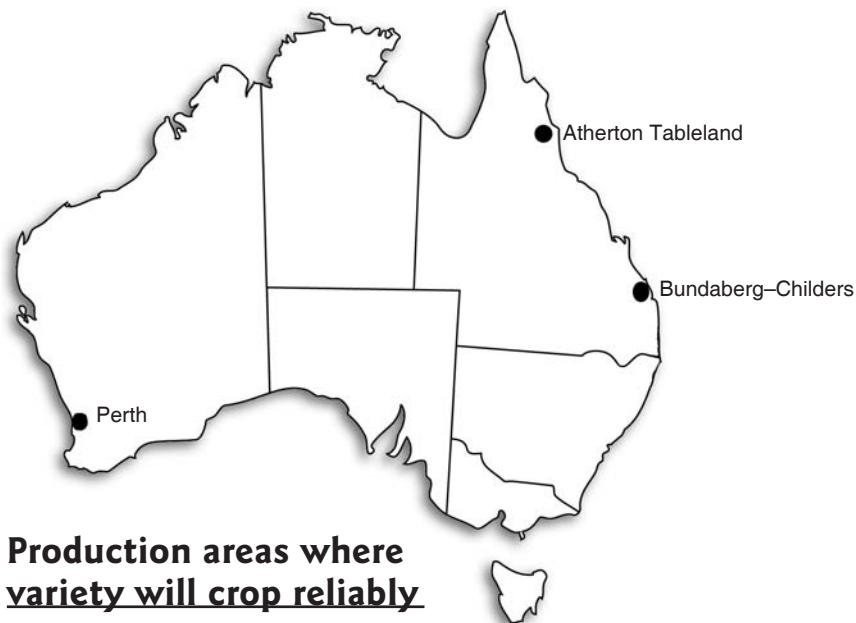 Atherton Tableland
Bundaberg–Childers
Perth
Production areas where
variety will crop reliably